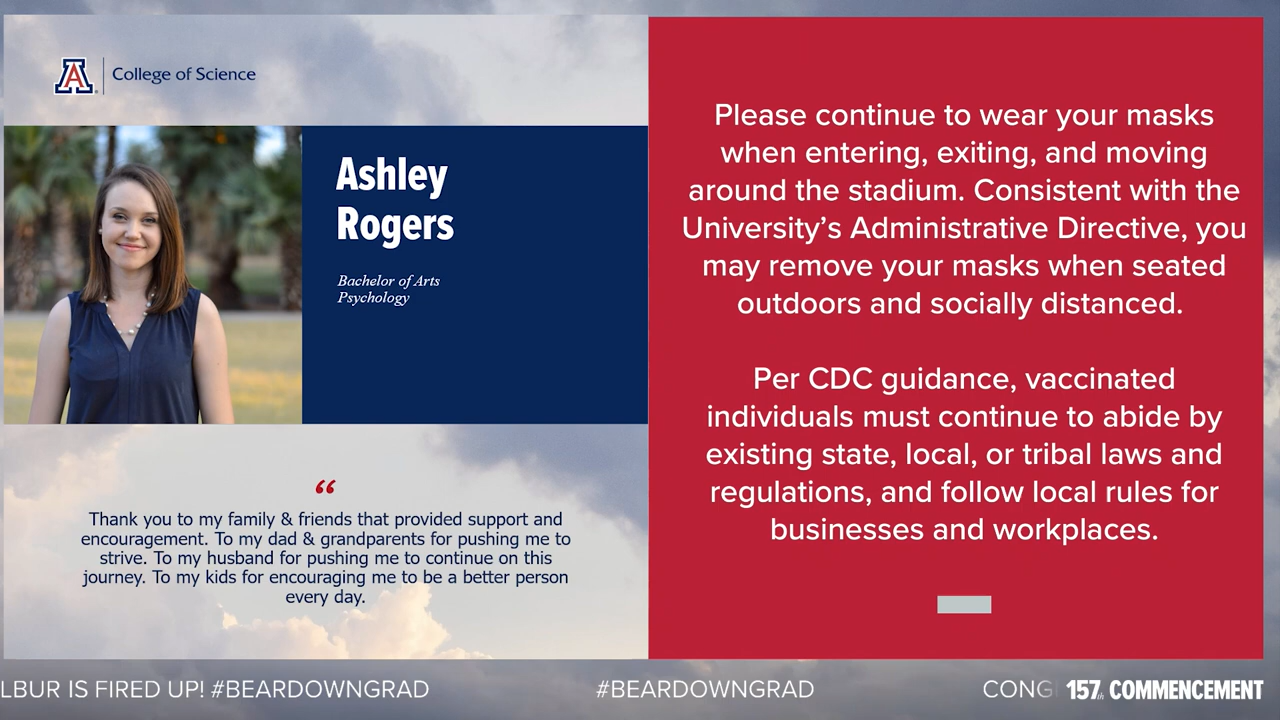 A
College of Science
Ashley
Rogers
Bachelor of Arts
Psychology
“
Thank you to my family & friends that provided support and
encouragement. To my dad & grandparents for pushing me to
strive. To my husband for pushing me to continue on this
journey. To my kids for encouraging me to be a better person
every day.
Please continue to wear your masks
when entering, exiting, and moving
around the stadium. Consistent with the
University’s Administrative Directive, you
may remove your masks when seated
outdoors and socially distanced.
Per CDC guidance, vaccinated
individuals must continue to abide by
existing state, local, or tribal laws and
regulations, and follow local rules for
businesses and workplaces.
LBUR IS FIRED UP! #BEARDOWNGRAD #BEARDOWNGRAD CONG 157th COMMENCEMENT